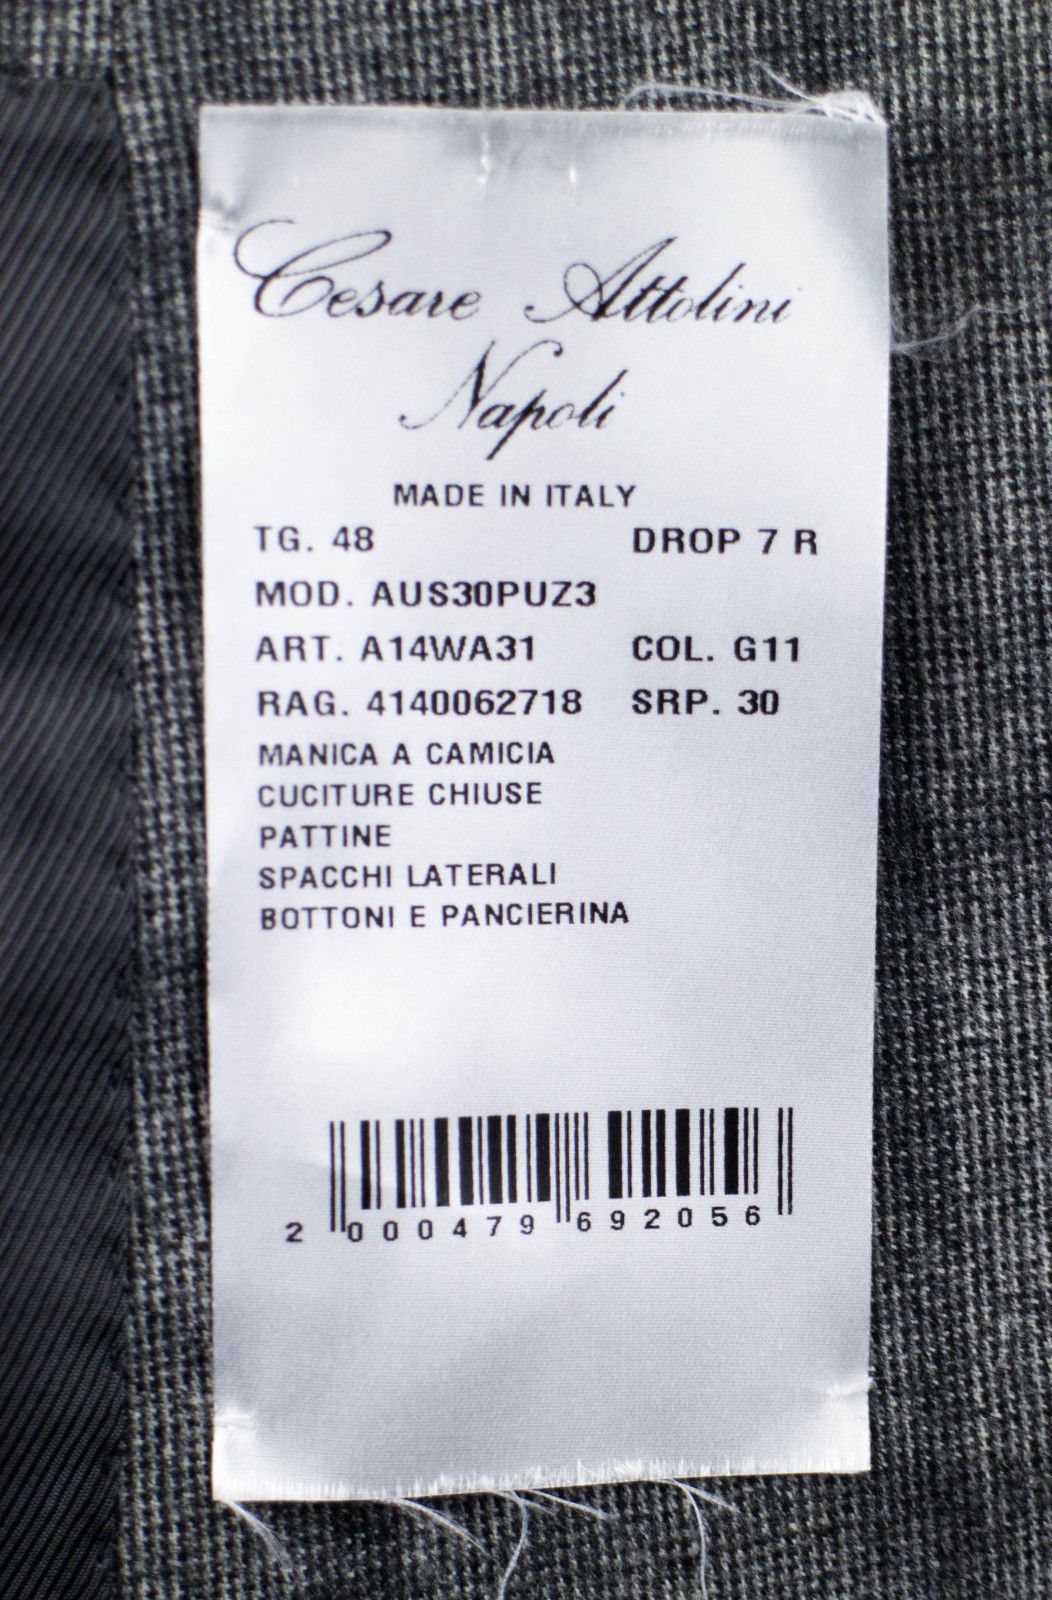 Cesare Attolini
Napoli
MADE IN ITALY
TG. 48 DROP 7 R
MOD. AUS30PUZ3
ART. A14WA31 COL. G11
RAG. 4140062718 SRP. 30
MANICA A CAMICIA
CUCITURE CHIUSE
PATTINE
SPACCHI LATERALI
BOTTONI E PANCIERINA
2 000479 692056